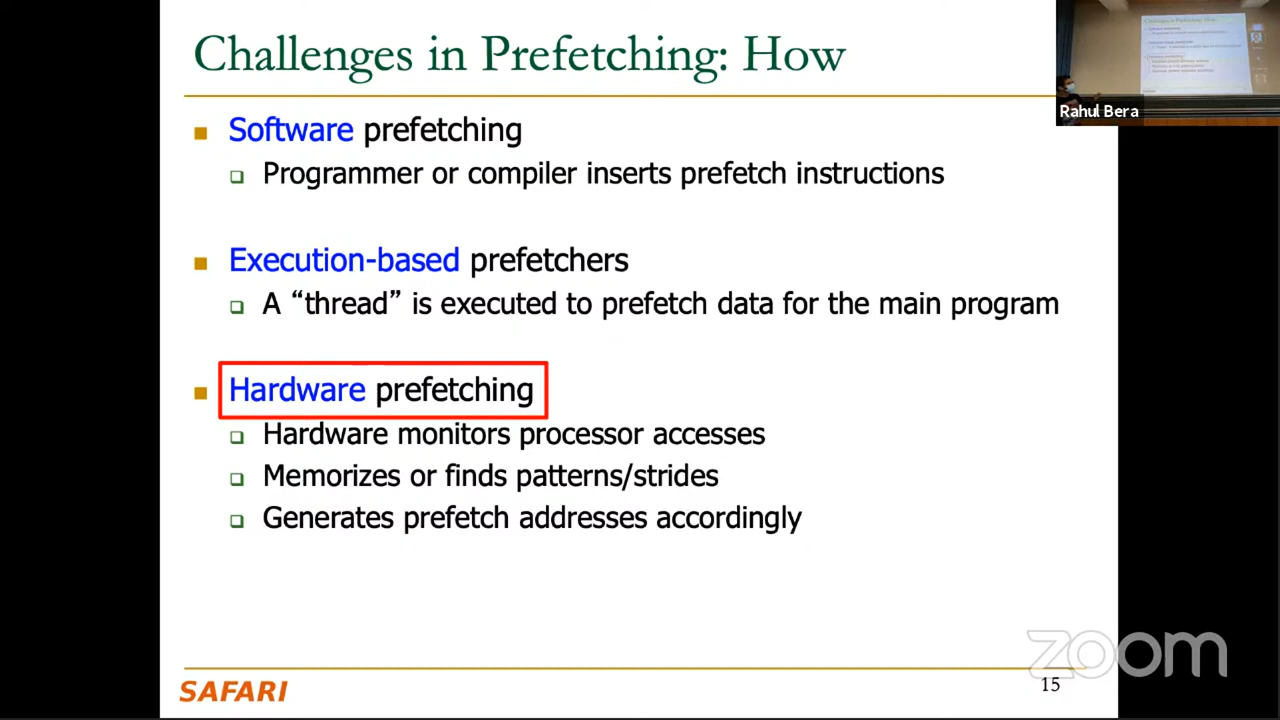 Challenges in Prefetching: How
Rahul Bera
Software prefetching
Programmer or compiler inserts prefetch instructions
Execution-based prefetchers
A “thread” is executed to prefetch data for the main program
Hardware prefetching
Hardware monitors processor accesses
Memorizes or finds patterns/strides
Generates prefetch addresses accordingly
zoom
SAFARI
15